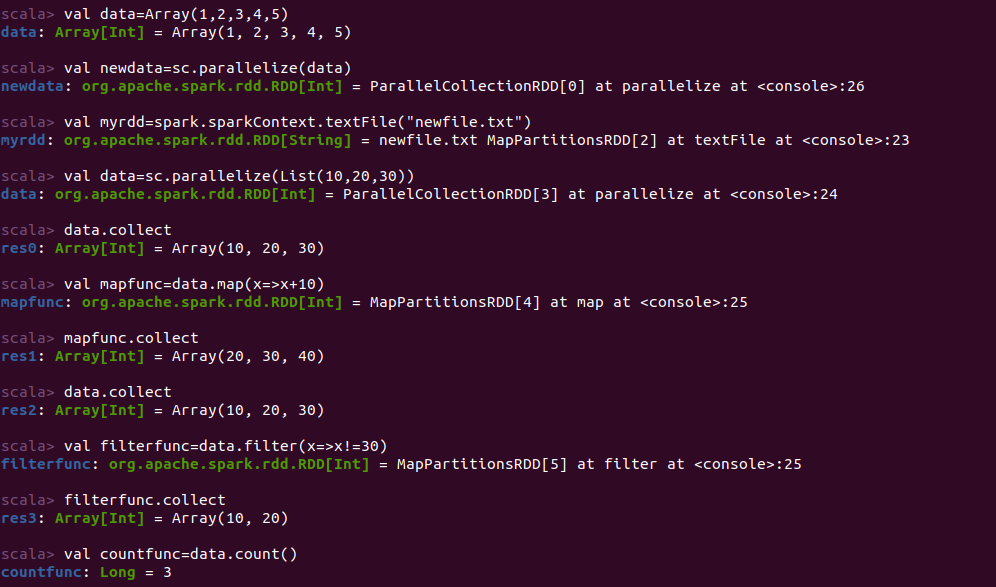 scala> val data=Array(1,2,3,4,5)
data: Array[Int] = Array(1, 2, 3, 4, 5)
scala> val newdata=sc.parallelize(data)
newdata: org.apache.spark.rdd.RDD[Int] = ParallelCollectionRDD[0] at parallelize at <console>:26
scala> val myrdd=spark.sparkContext.textFile("newfile.txt")
myrdd: org.apache.spark.rdd.RDD[String] = newfile.txt MapPartitionsRDD[2] at textFile at <console>:23
scala> val data=sc.parallelize(List(10,20,30))
data: org.apache.spark.rdd.RDD[Int] = ParallelCollectionRDD[3] at parallelize at <console>:24
scala> data.collect
res0: Array[Int] = Array(10, 20, 30)
scala> val mapfunc=data.map(x=>x+10)
mapfunc: org.apache.spark.rdd.RDD[Int] = MapPartitionsRDD[4] at map at <console>:25
scala> mapfunc.collect
res1: Array[Int] = Array(20, 30, 40)
scala> data.collect
res2: Array[Int] = Array(10, 20, 30)
scala> val filterfunc=data.filter(x=>x!=30)
filterfunc: org.apache.spark.rdd.RDD[Int] = MapPartitionsRDD[5] at filter at <console>:25
scala> filterfunc.collect
res3: Array[Int] = Array(10, 20)
scala> val countfunc=data.count()
countfunc: Long = 3